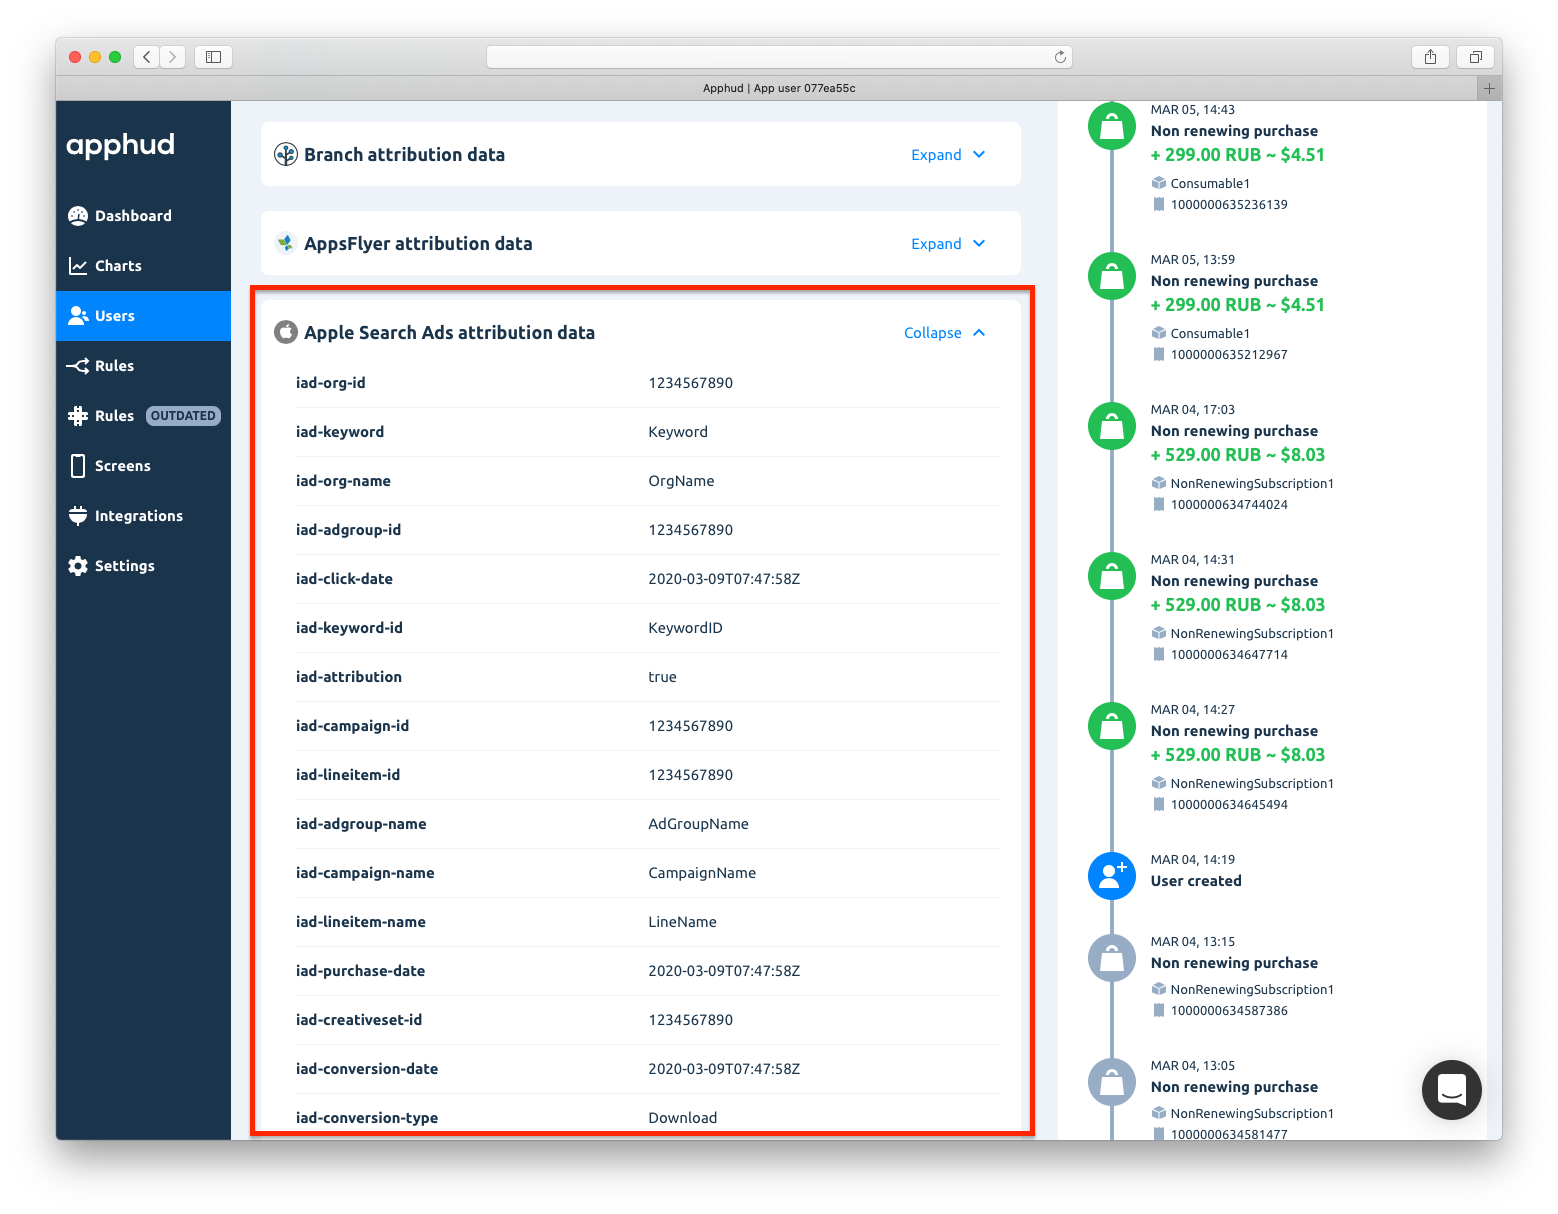 Apphud | App user 077ea55c
apphud
Dashboard
Charts
Users
Rules
Rules OUTDATED
Screens
Integrations
Settings
Branch attribution data Expand
AppsFlyer attribution data Expand
Apple Search Ads attribution data Collapse
iad-org-id 1234567890
iad-keyword Keyword
iad-org-name OrgName
iad-adgroup-id 1234567890
iad-click-date 2020-03-09T07:47:58Z
iad-keyword-id KeywordID
iad-attribution true
iad-campaign-id 1234567890
iad-lineitem-id 1234567890
iad-adgroup-name AdGroupName
iad-campaign-name CampaignName
iad-lineitem-name LineName
iad-purchase-date 2020-03-09T07:47:58Z
iad-creativeset-id 1234567890
iad-conversion-date 2020-03-09T07:47:58Z
iad-conversion-type Download
MAR 05, 14:43
Non renewing purchase
+ 299.00 RUB ~ $4.51
Consumable1
1000000635236139
MAR 05, 13:59
Non renewing purchase
+ 299.00 RUB ~ $4.51
Consumable1
1000000635212967
MAR 04, 17:03
Non renewing purchase
+ 529.00 RUB ~ $8.03
NonRenewingSubscription1
1000000634744024
MAR 04, 14:31
Non renewing purchase
+ 529.00 RUB ~ $8.03
NonRenewingSubscription1
1000000634647714
MAR 04, 14:27
Non renewing purchase
+ 529.00 RUB ~ $8.03
NonRenewingSubscription1
1000000634645494
MAR 04, 14:19
User created
MAR 04, 13:15
Non renewing purchase
NonRenewingSubscription1
1000000634587386
MAR 04, 13:05
Non renewing purchase
NonRenewingSubscription1
1000000634581477